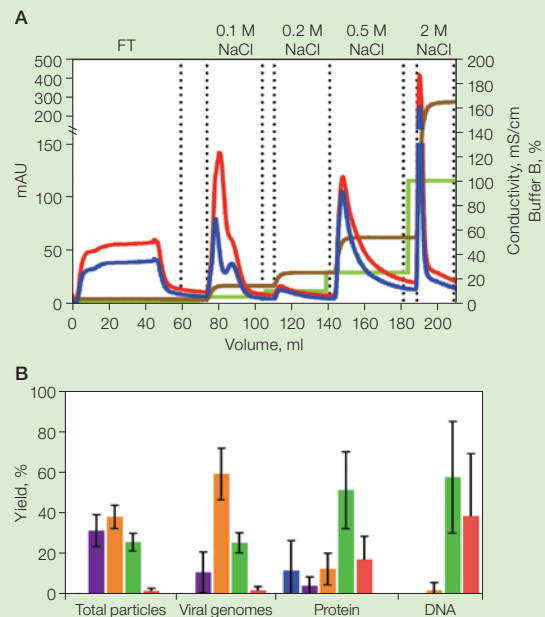 A
FT
0.1 M NaCl
0.2 M NaCl
0.5 M NaCl
2 M NaCl
500
400
300
200
150
100
50
0
mAU
200
180
160
140
120
100
80
60
40
20
0
Conductivity, mS/cm
Buffer B, %
0 20 40 60 80 100 120 140 160 180 200
Volume, ml
B
100
80
60
40
20
0
Yield, %
Total particles Viral genomes Protein DNA